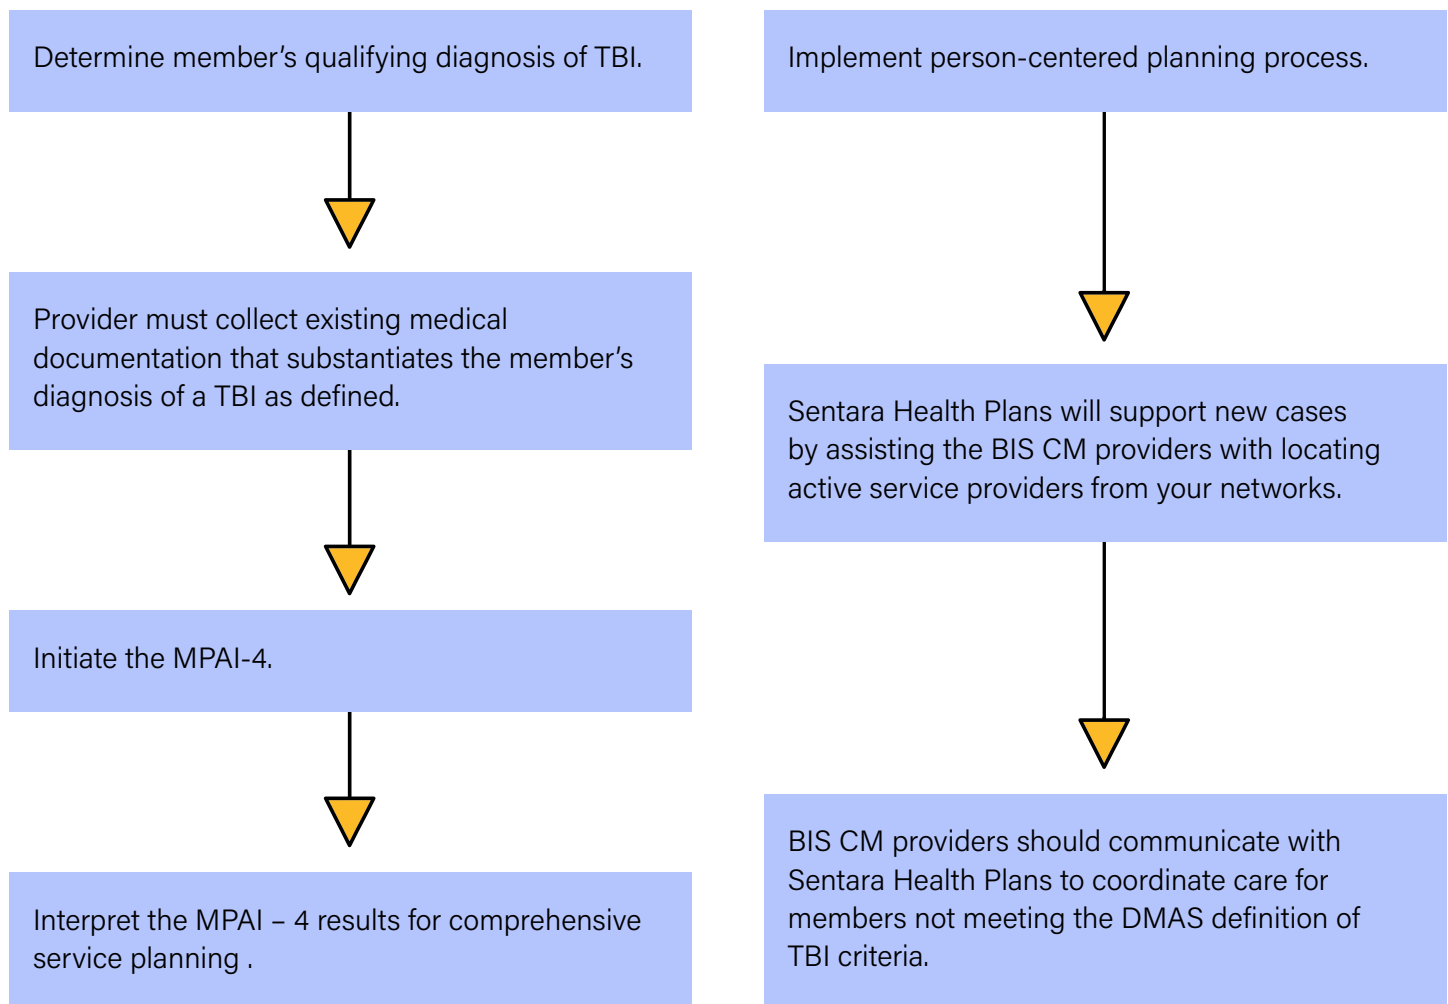 Determine member’s qualifying diagnosis of TBI.
Provider must collect existing medical
documentation that substantiates the member’s
diagnosis of a TBI as defined.
Initiate the MPAI-4.
Interpret the MPAI – 4 results for comprehensive
service planning .
Implement person-centered planning process.
Sentara Health Plans will support new cases
by assisting the BIS CM providers with locating
active service providers from your networks.
BIS CM providers should communicate with
Sentara Health Plans to coordinate care for
members not meeting the DMAS definition of
TBI criteria.